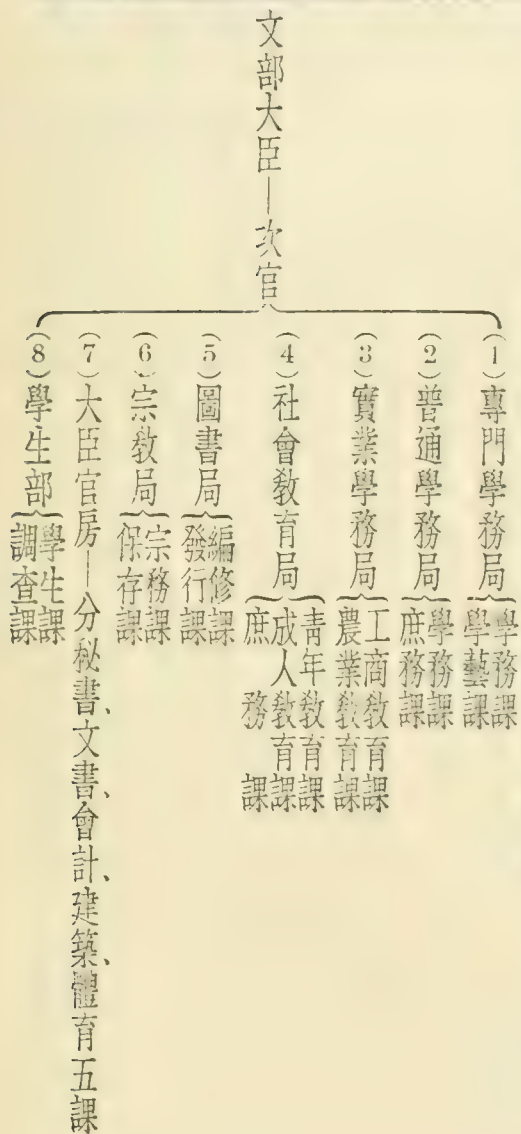 文部大臣—次官
(1)專門學務局
學務課
學藝課
(2)普通學務局
學務課
庶務課
(3)實業學務局
工商教育課
農業教育課
(4)社會教育局
青年教育課
成人教育課
庶務課
(5)圖書局
編修課
發行課
(6)宗教局
宗務課
保存課
(7)大臣官房—分秘書、文書、會計、建築、體育五課
(8)學生部
學生課
調查課